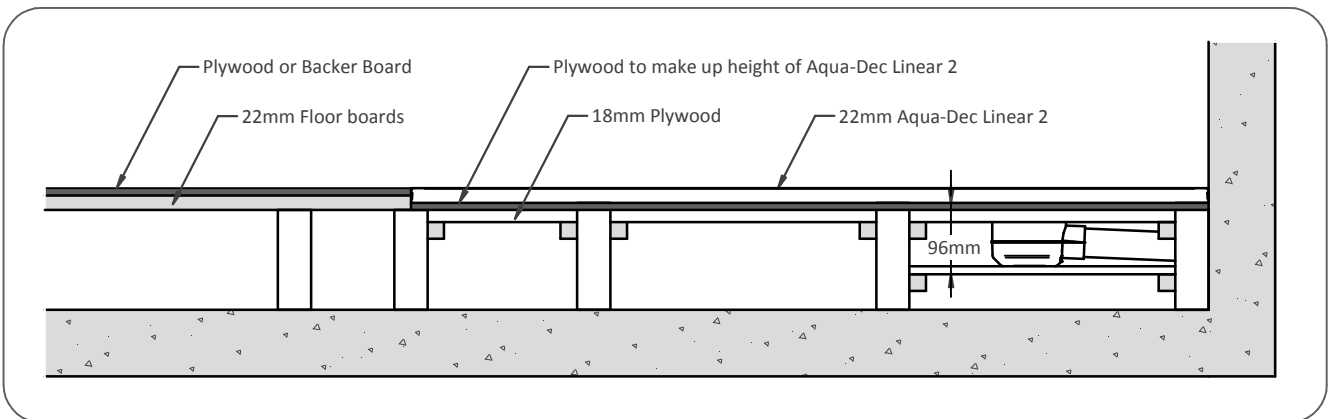 Plywood or Backer Board
Plywood to make up height of Aqua-Dec Linear 2
22mm Floor boards
18mm Plywood
22mm Aqua-Dec Linear 2
96mm